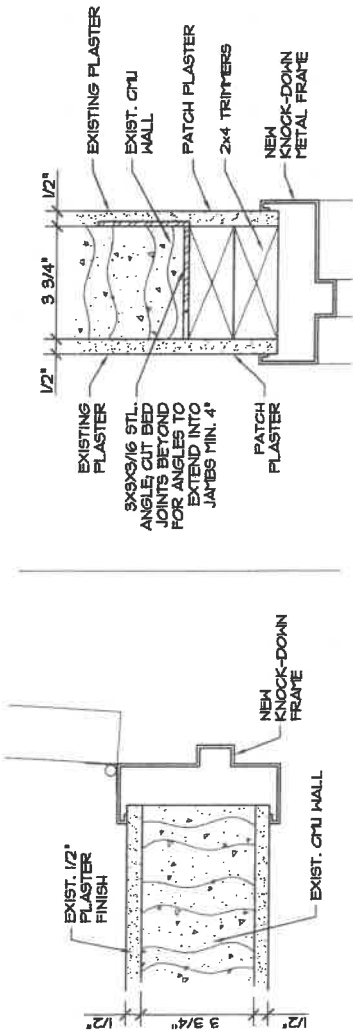 EXIST. 1/2"
PLASTER
FINISH
NEW
KNOCK-DOWN
FRAME
EXIST. CMU WALL
1/2"
3 3/4"
1/2"
1/2"
3 3/4"
1/2"
EXISTING
PLASTER
3X3X3/16 STL.
ANGLE; CUT BED
JOINTS BEYOND
FOR ANGLES TO
EXTEND INTO
JAMBS MIN. 4"
PATCH
PLASTER
EXISTING PLASTER
EXIST. CMU
WALL
PATCH PLASTER
2x4 TRIMMERS
NEW
KNOCK-DOWN
METAL FRAME